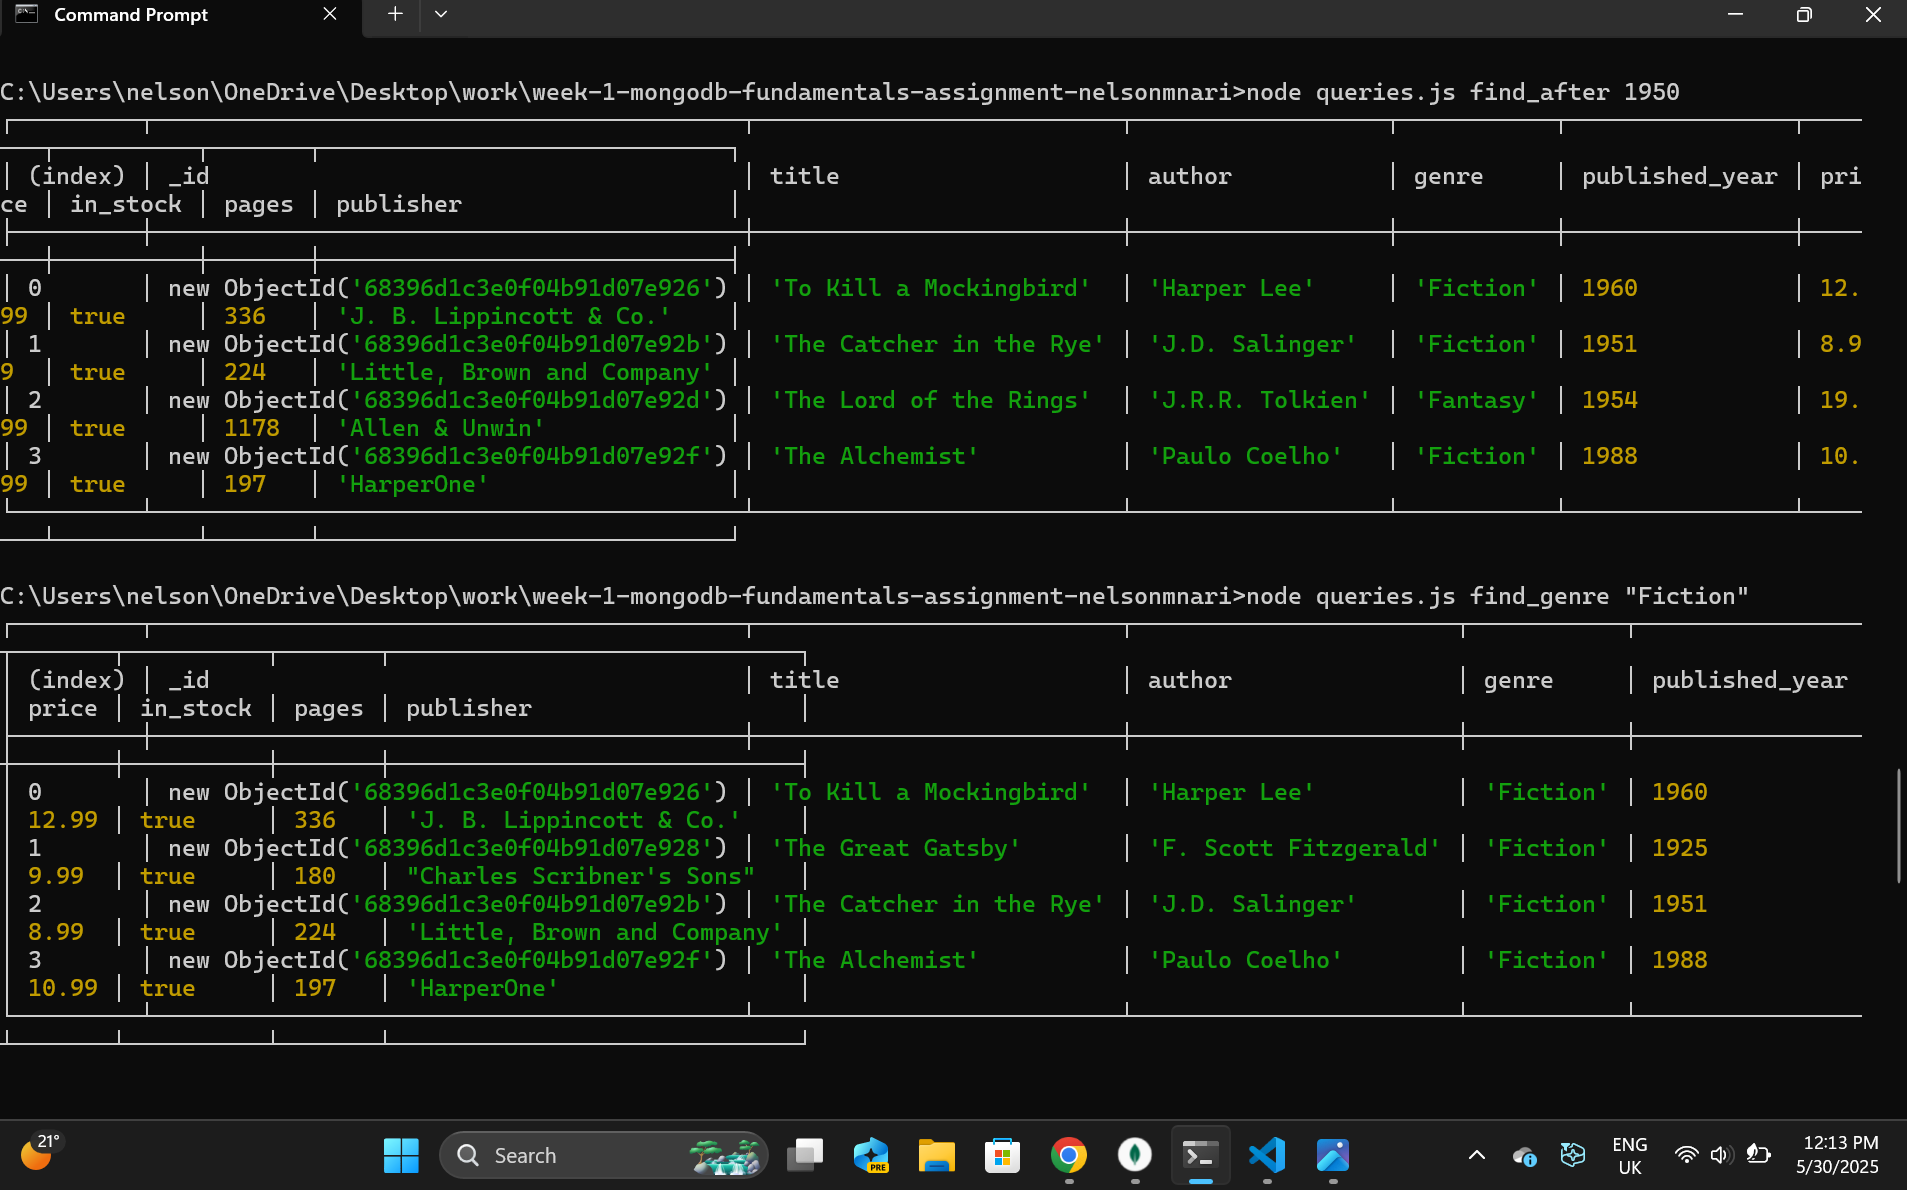 Command Prompt
C:\Users\nelson\OneDrive\Desktop\work\week-1-mongodb-fundamentals-assignment-nelsonmnari>node queries.js find_after 1950
(index) | _id | title | author | genre | published_year | pri
ce | in_stock | pages | publisher
0 | new ObjectId('68396d1c3e0f04b91d07e926') | 'To Kill a Mockingbird' | 'Harper Lee' | 'Fiction' | 1960 | 12.
99 | true | 336 | 'J. B. Lippincott & Co.'
1 | new ObjectId('68396d1c3e0f04b91d07e92b') | 'The Catcher in the Rye' | 'J.D. Salinger' | 'Fiction' | 1951 | 8.9
9 | true | 224 | 'Little, Brown and Company'
2 | new ObjectId('68396d1c3e0f04b91d07e92d') | 'The Lord of the Rings' | 'J.R.R. Tolkien' | 'Fantasy' | 1954 | 19.
99 | true | 1178 | 'Allen & Unwin'
3 | new ObjectId('68396d1c3e0f04b91d07e92f') | 'The Alchemist' | 'Paulo Coelho' | 'Fiction' | 1988 | 10.
99 | true | 197 | 'HarperOne'
C:\Users\nelson\OneDrive\Desktop\work\week-1-mongodb-fundamentals-assignment-nelsonmnari>node queries.js find_genre "Fiction"
(index) | _id | title | author | genre | published_year
price | in_stock | pages | publisher
0 | new ObjectId('68396d1c3e0f04b91d07e926') | 'To Kill a Mockingbird' | 'Harper Lee' | 'Fiction' | 1960
12.99 | true | 336 | 'J. B. Lippincott & Co.'
1 | new ObjectId('68396d1c3e0f04b91d07e928') | 'The Great Gatsby' | 'F. Scott Fitzgerald' | 'Fiction' | 1925
9.99 | true | 180 | "Charles Scribner's Sons"
2 | new ObjectId('68396d1c3e0f04b91d07e92b') | 'The Catcher in the Rye' | 'J.D. Salinger' | 'Fiction' | 1951
8.99 | true | 224 | 'Little, Brown and Company'
3 | new ObjectId('68396d1c3e0f04b91d07e92f') | 'The Alchemist' | 'Paulo Coelho' | 'Fiction' | 1988
10.99 | true | 197 | 'HarperOne'
21°
Search
PRE
ENG
UK
12:13 PM
5/30/2025